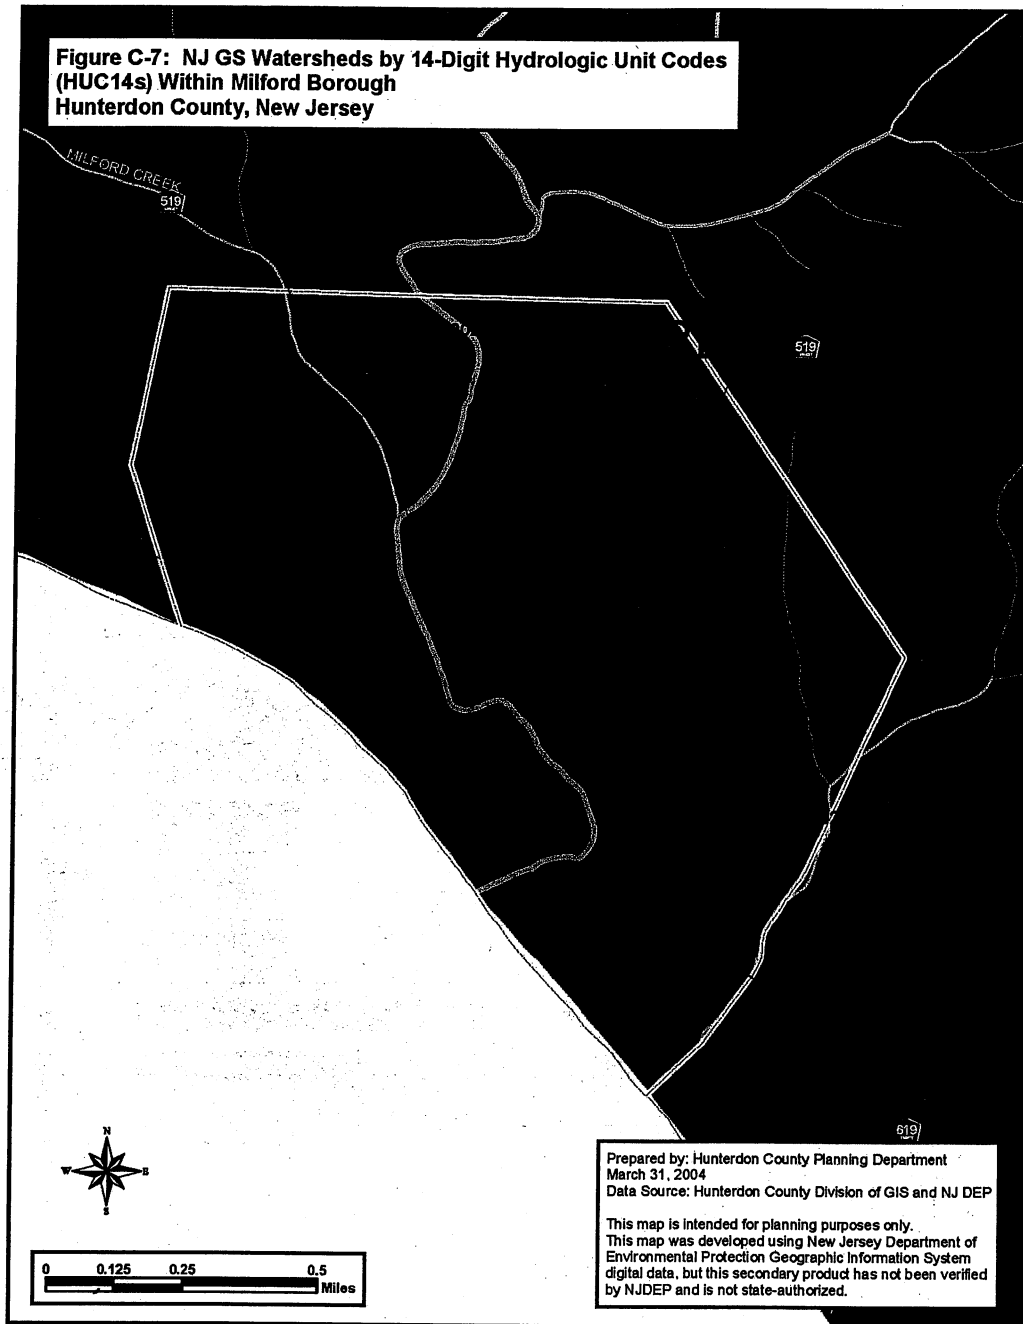 Figure C-7: NJ GS Watersheds by 14-Digit Hydrologic Unit Codes
(HUC14s) Within Milford Borough
Hunterdon County, New Jersey
MILFORD CREEK
519
519
619
N
W
E
S
0 0.125 0.25 0.5
Miles
Prepared by: Hunterdon County Planning Department
March 31, 2004
Data Source: Hunterdon County Division of GIS and NJ DEP
This map is intended for planning purposes only.
This map was developed using New Jersey Department of
Environmental Protection Geographic Information System
digital data, but this secondary product has not been verified
by NJDEP and is not state-authorized.